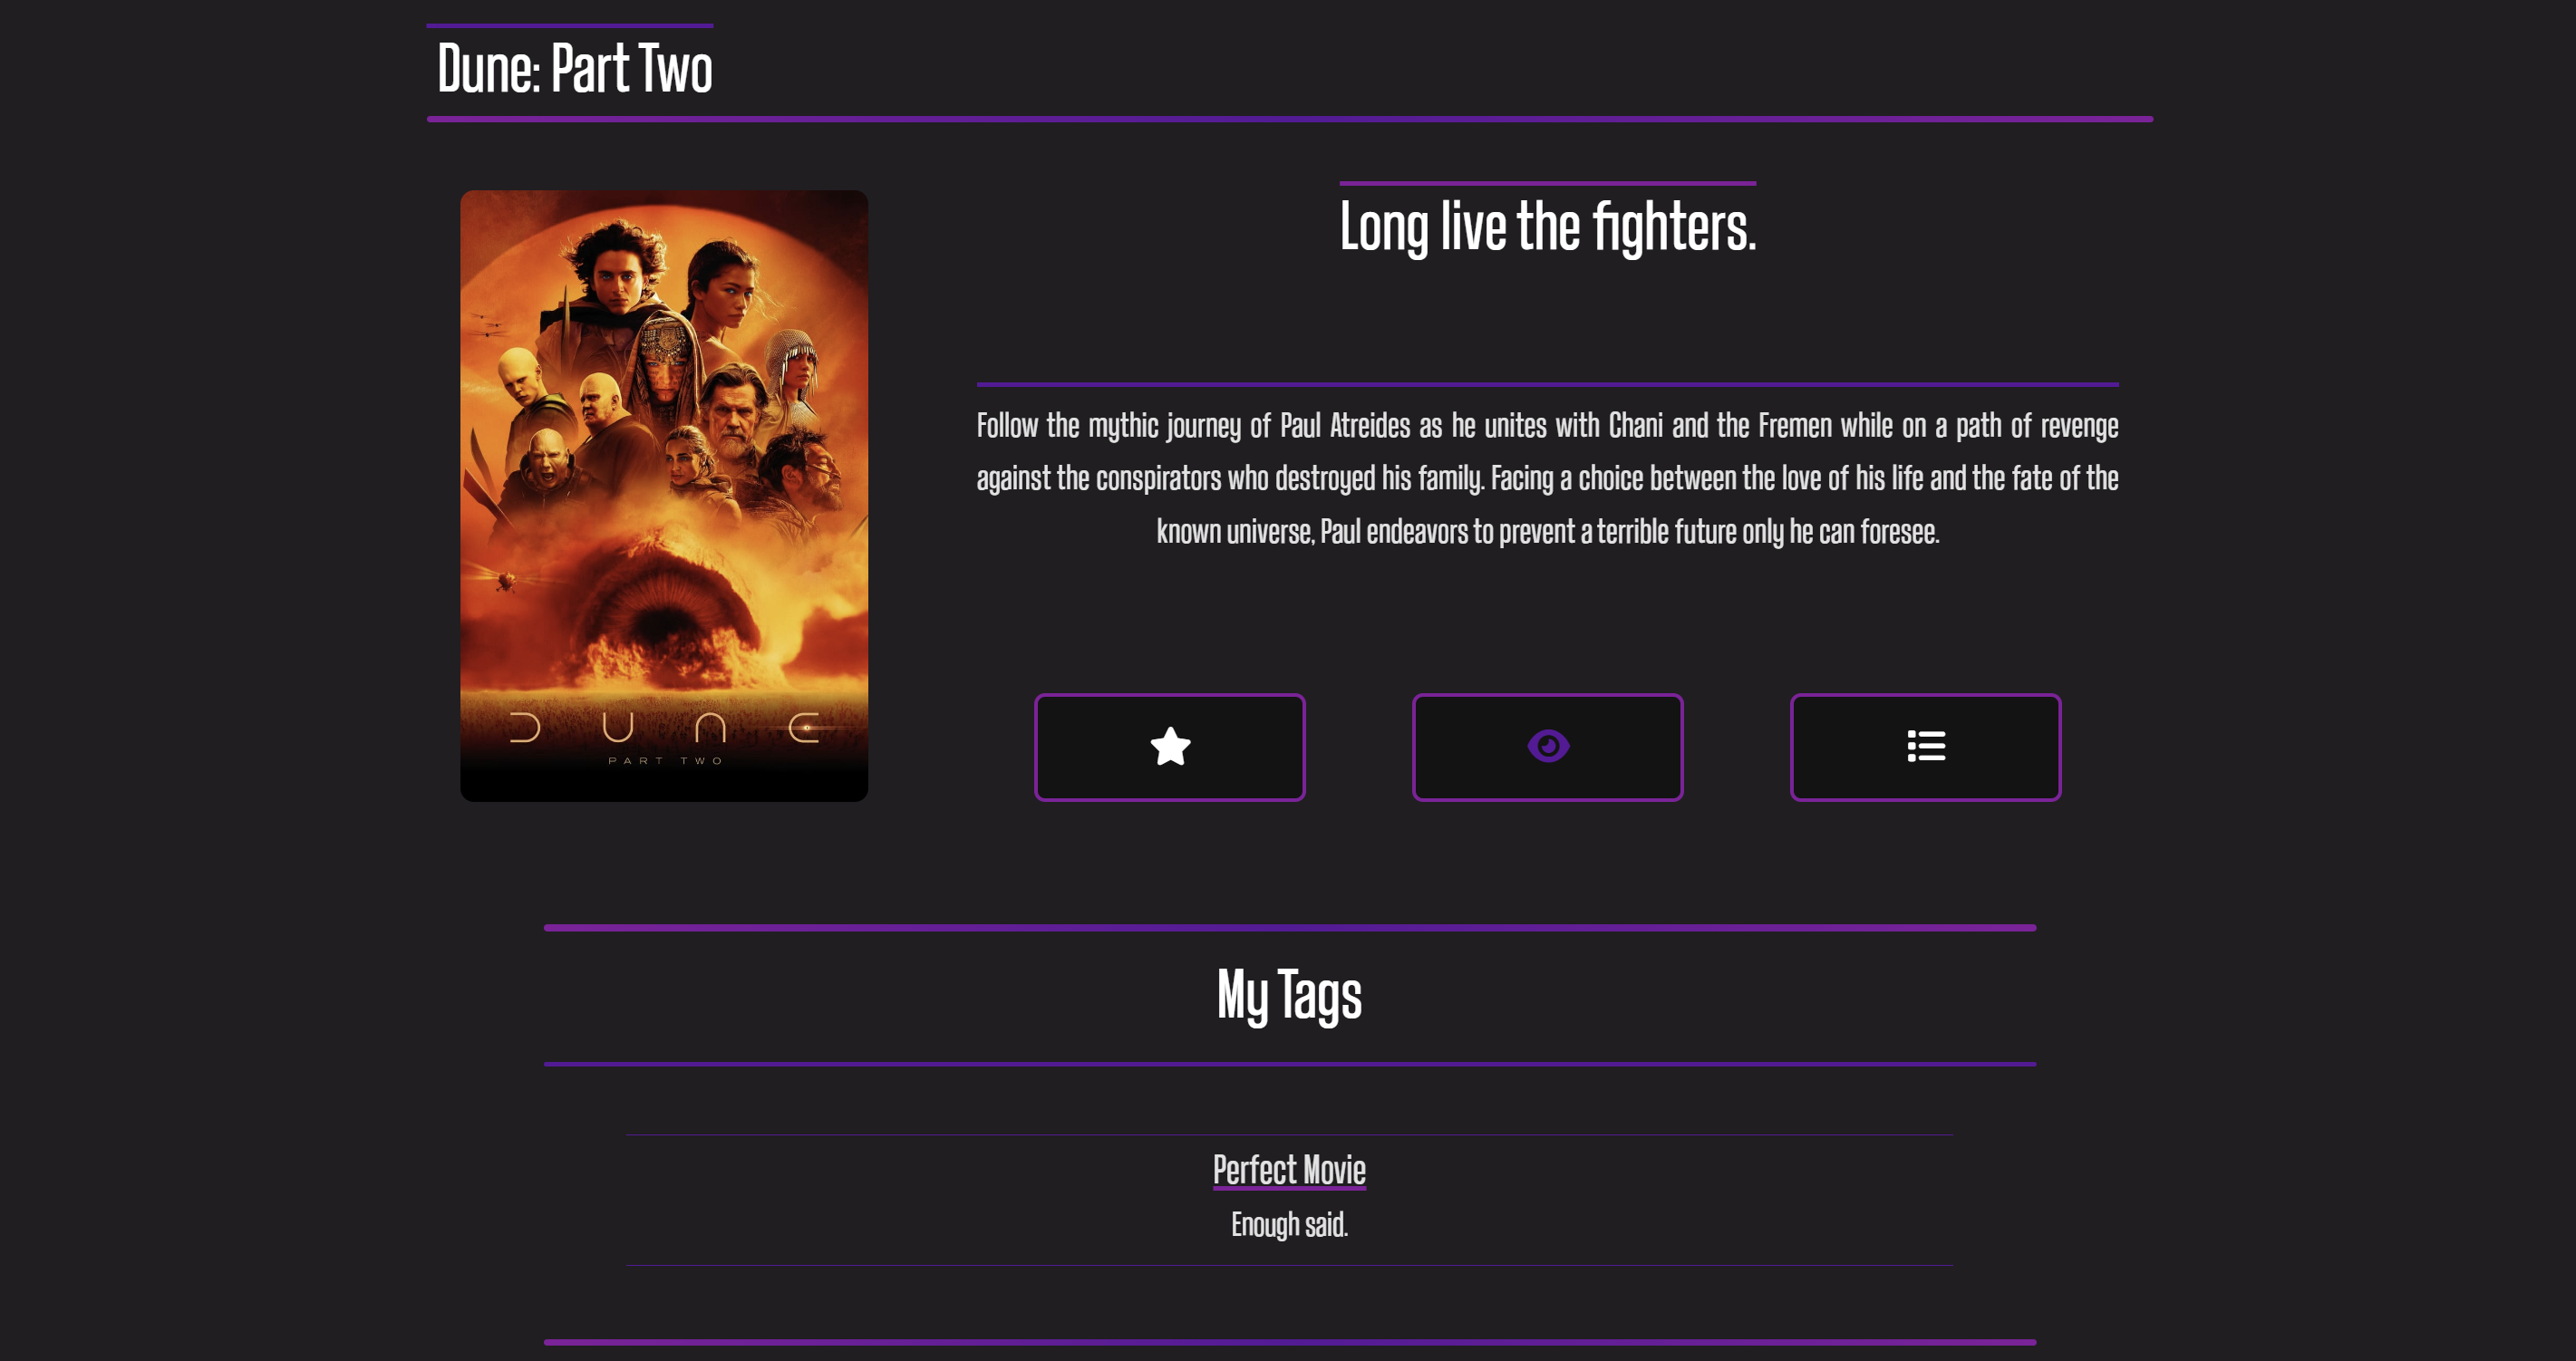 Dune: Part Two
Long live the fighters.
Follow the mythic journey of Paul Atreides as he unites with Chani and the Fremen while on a path of revenge
against the conspirators who destroyed his family. Facing a choice between the love of his life and the fate of the
known universe, Paul endeavors to prevent a terrible future only he can foresee.
DUNE
PART TWO
My Tags
Perfect Movie
Enough said.